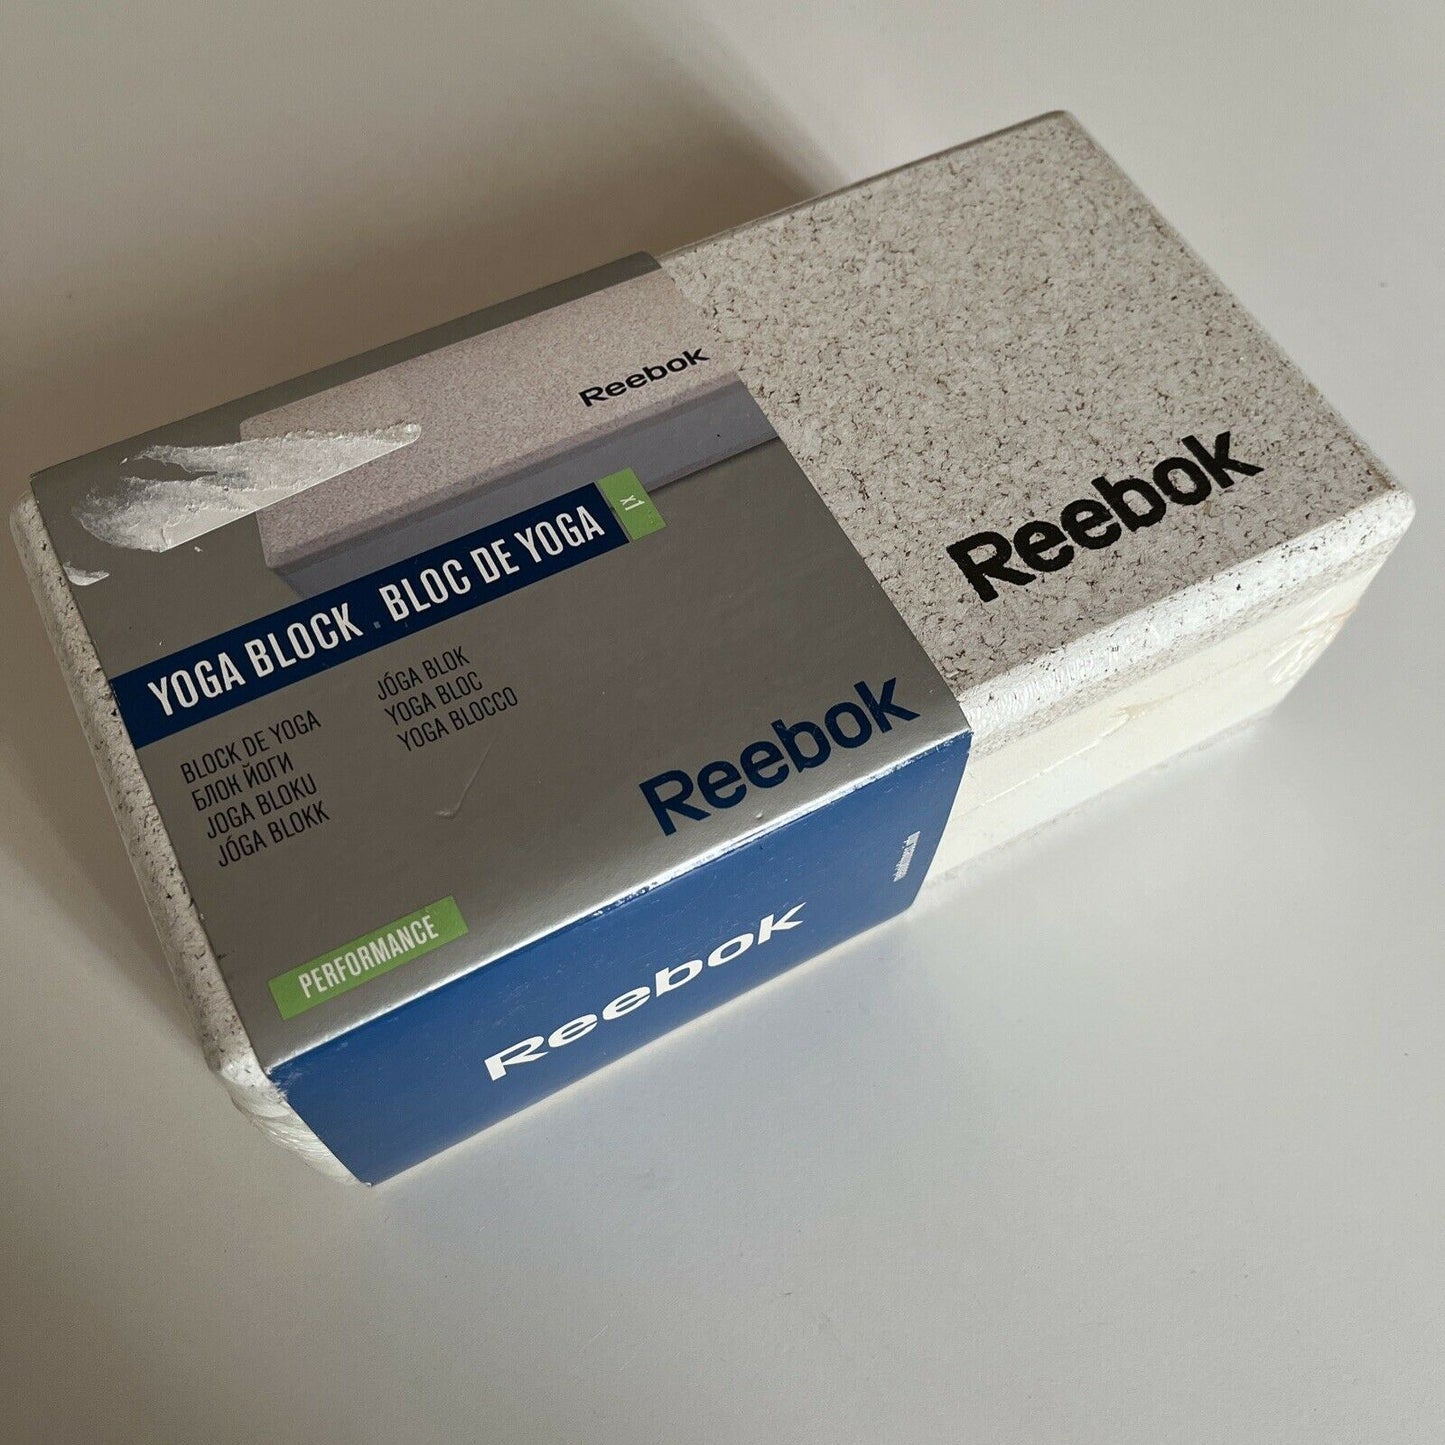 Reebok
Reebok
x1
YOGA BLOCK . BLOC DE YOGA
BLOCK DE YOGA
БЛОК ЙОГИ
JOGA BLOKU
JÓGA BLOKK
JÓGA BLOK
YOGA BLOC
YOGA BLOCCO
Reebok
PERFORMANCE
Reebok